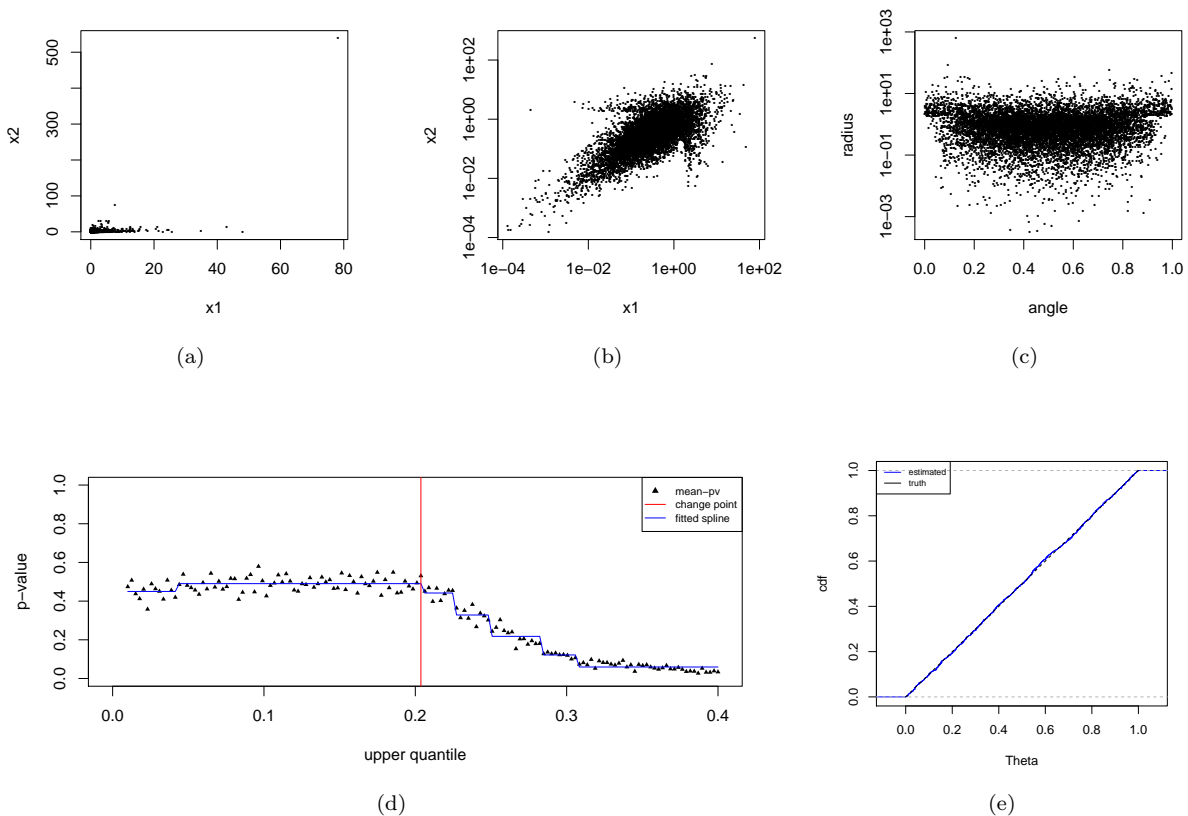 x2
500
300
100
0
0 20 40 60 80
x1
(a)
x2
1e+02
1e+00
1e−02
1e−04
1e−04 1e−02 1e+00 1e+02
x1
(b)
radius
1e+03
1e+01
1e−01
1e−03
0.0 0.2 0.4 0.6 0.8 1.0
angle
(c)
p−value
1.0
0.8
0.6
0.4
0.2
0.0
mean−pv
change point
fitted spline
0.0 0.1 0.2 0.3 0.4
upper quantile
(d)
cdf
1.0
0.8
0.6
0.4
0.2
0.0
estimated
truth
0.0 0.2 0.4 0.6 0.8 1.0
Theta
(e)